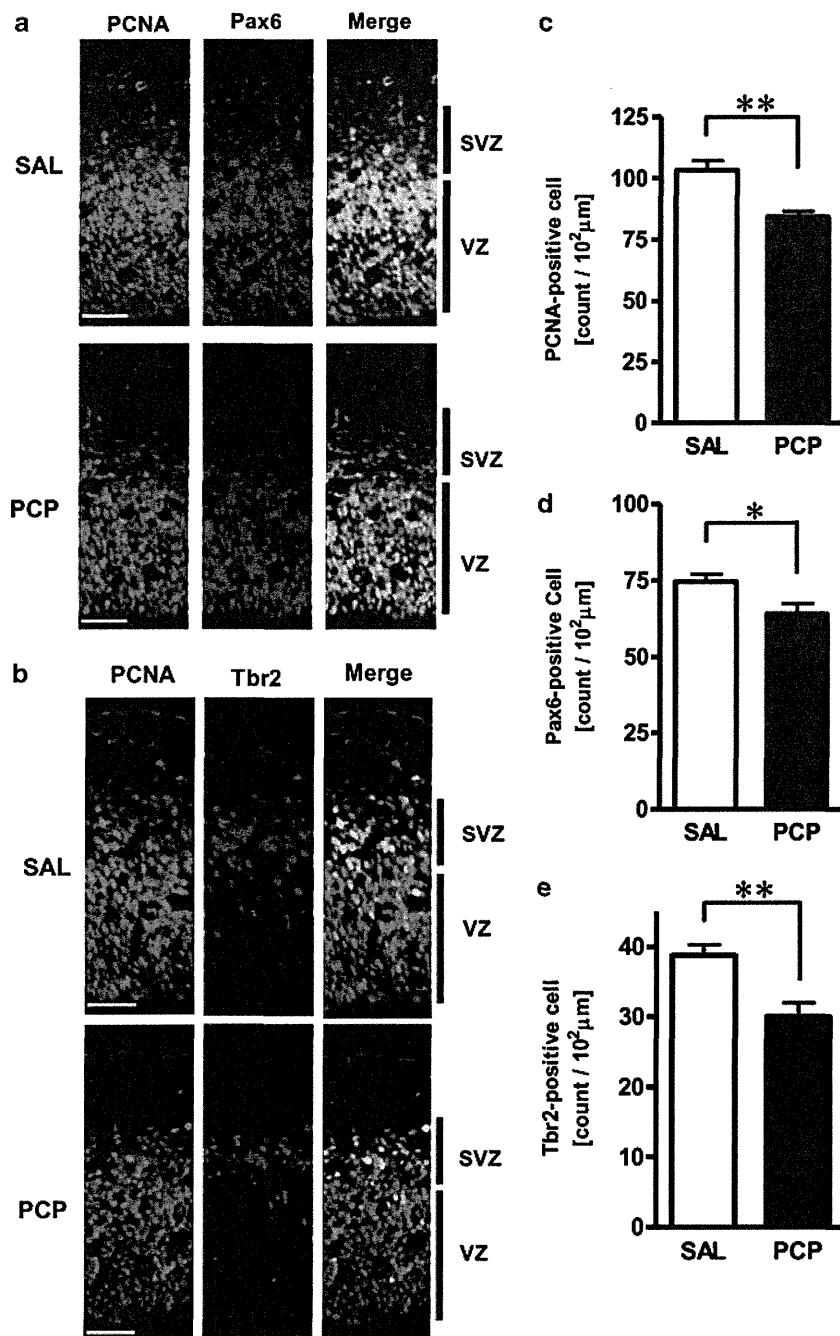 a
PCNA Pax6 Merge
SAL
SVZ
VZ
PCP
SVZ
VZ
b
PCNA Tbr2 Merge
SAL
SVZ
VZ
PCP
SVZ
VZ
c
PCNA-positive cell
[count / 10²μm]
125
100
75
50
25
0
**
SAL PCP
d
Pax6-positive Cell
[count / 10²μm]
100
75
50
25
0
*
SAL PCP
e
Tbr2-positive cell
[count / 10²μm]
40
30
20
10
0
**
SAL PCP